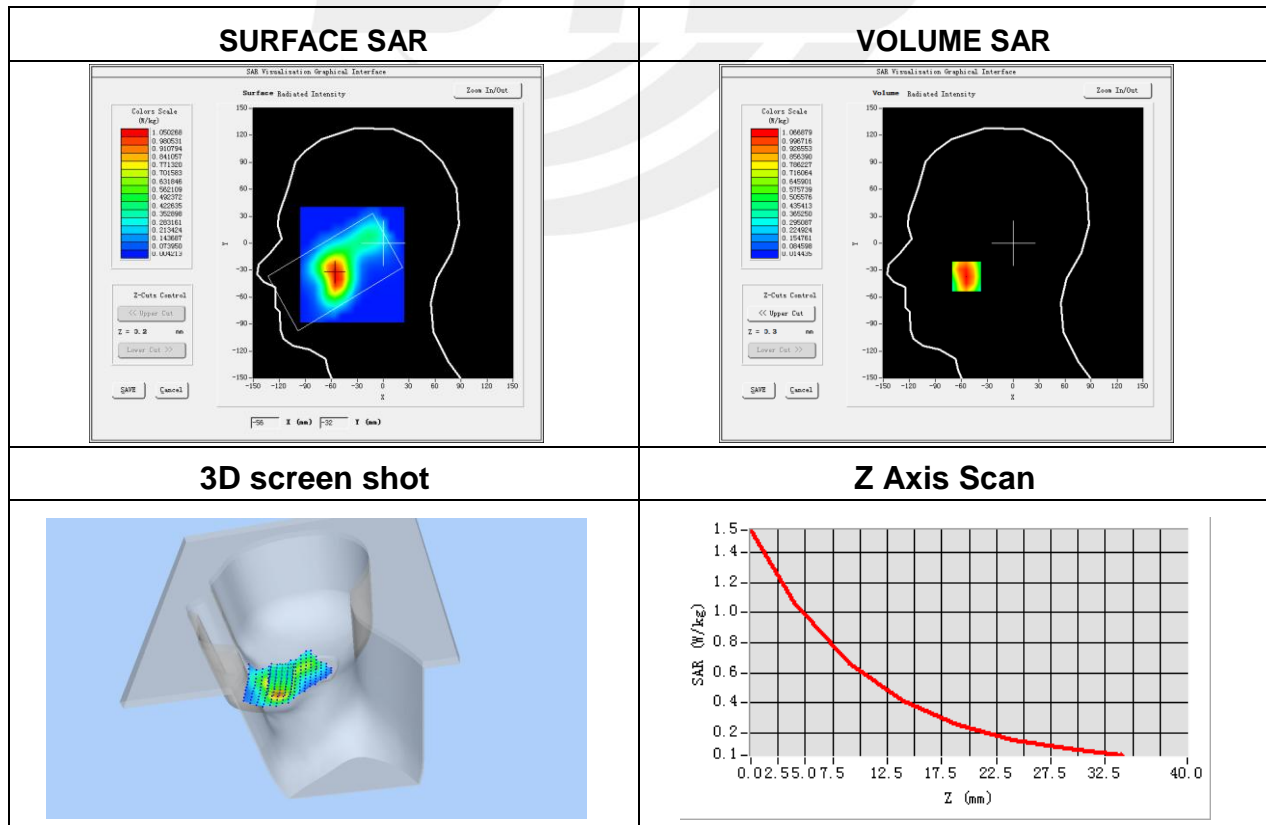 SURFACE SAR
SAR Visualisation Graphical Interface
Surface Radiated Intensity
Zoom In/Out
Colors Scale
(W/kg)
1.050268
0.980531
0.910794
0.841057
0.771320
0.701583
0.631846
0.562109
0.492372
0.422635
0.352898
0.283161
0.213424
0.143687
0.073950
0.004213
Z-Cuts Control
<< Upper Cut
Z = 3.2 mm
Lower Cut >>
SAVE Cancel
150
120
90
60
30
0
-30
-60
-90
-120
-150
Y
-150 -120 -90 -60 -30 0 30 60 90 120 150
X
-56 X (mm) -32 Y (mm)
VOLUME SAR
SAR Visualisation Graphical Interface
Volume Radiated Intensity
Zoom In/Out
Colors Scale
(W/kg)
1.066879
0.996716
0.926553
0.856390
0.786227
0.716064
0.645901
0.575739
0.505576
0.435413
0.365250
0.295087
0.224924
0.154761
0.084598
0.014435
Z-Cuts Control
<< Upper Cut
Z = 3.3 mm
Lower Cut >>
SAVE Cancel
150
120
90
60
30
0
-30
-60
-90
-120
-150
Y
-150 -120 -90 -60 -30 0 30 60 90 120 150
X
3D screen shot
Z Axis Scan
1.5
1.4
1.2
1.0
0.8
0.6
0.4
0.2
0.1
SAR (W/kg)
0.0 2.5 5.0 7.5 12.5 17.5 22.5 27.5 32.5 40.0
Z (mm)